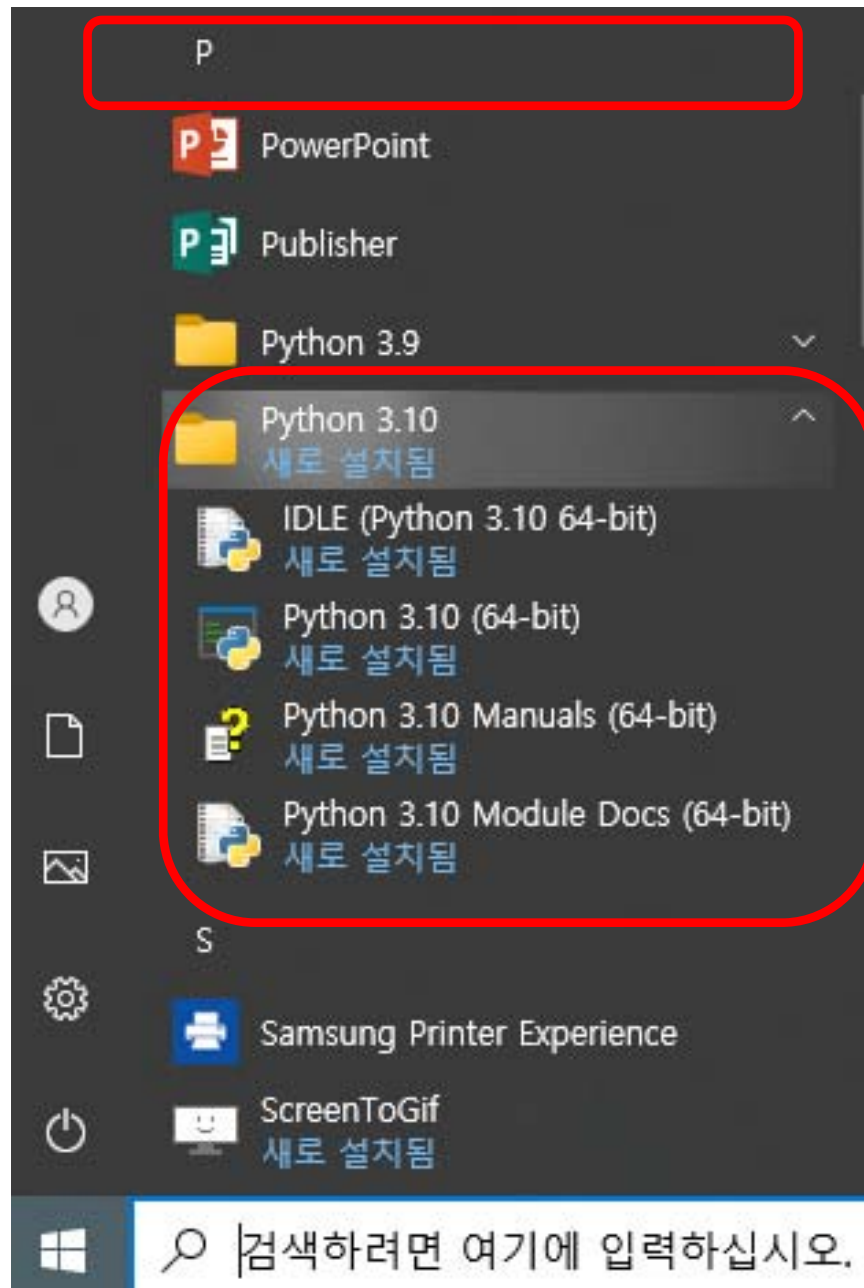 P
PowerPoint
Publisher
Python 3.9
Python 3.10
새로 설치됨
IDLE (Python 3.10 64-bit)
새로 설치됨
Python 3.10 (64-bit)
새로 설치됨
Python 3.10 Manuals (64-bit)
새로 설치됨
Python 3.10 Module Docs (64-bit)
새로 설치됨
S
Samsung Printer Experience
ScreenToGif
새로 설치됨
검색하려면 여기에 입력하십시오.